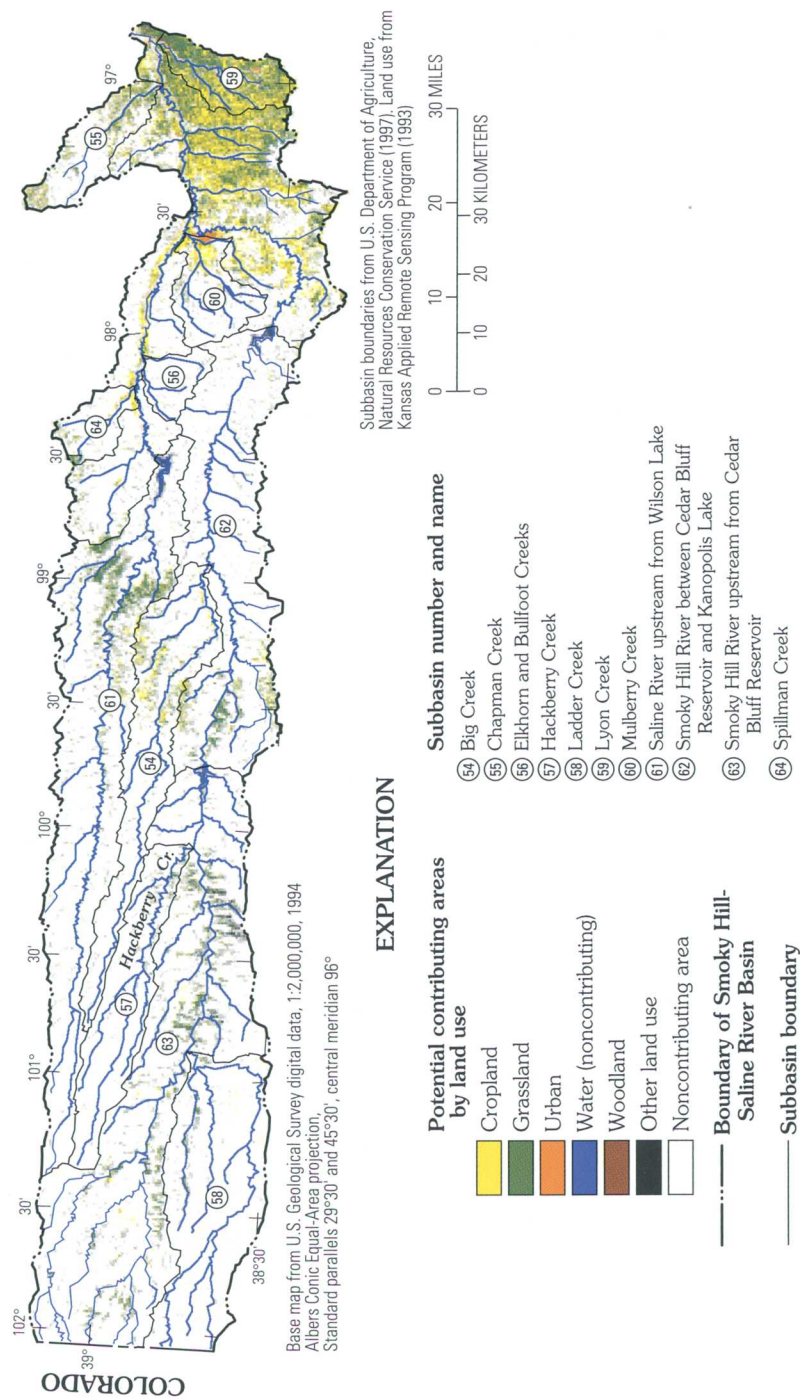 COLORADO
102°
30'
101°
30'
100°
30'
99°
30'
98°
30'
97°
39°
38°30'
58
63
57
Hackberry Cr.
54
61
62
64
56
60
55
59
Base map from U.S. Geological Survey digital data, 1:2,000,000, 1994
Albers Conic Equal-Area projection,
Standard parallels 29°30' and 45°30', central meridian 96°
Subbasin boundaries from U.S. Department of Agriculture,
Natural Resources Conservation Service (1997). Land use from
Kansas Applied Remote Sensing Program (1993)
0 10 20 30 MILES
0 10 20 30 KILOMETERS
EXPLANATION
Potential contributing areas
by land use
Cropland
Grassland
Urban
Water (noncontributing)
Woodland
Other land use
Noncontributing area
Boundary of Smoky Hill-
Saline River Basin
Subbasin boundary
Subbasin number and name
54 Big Creek
55 Chapman Creek
56 Elkhorn and Bullfoot Creeks
57 Hackberry Creek
58 Ladder Creek
59 Lyon Creek
60 Mulberry Creek
61 Saline River upstream from Wilson Lake
62 Smoky Hill River between Cedar Bluff
Reservoir and Kanopolis Lake
63 Smoky Hill River upstream from Cedar
Bluff Reservoir
64 Spillman Creek